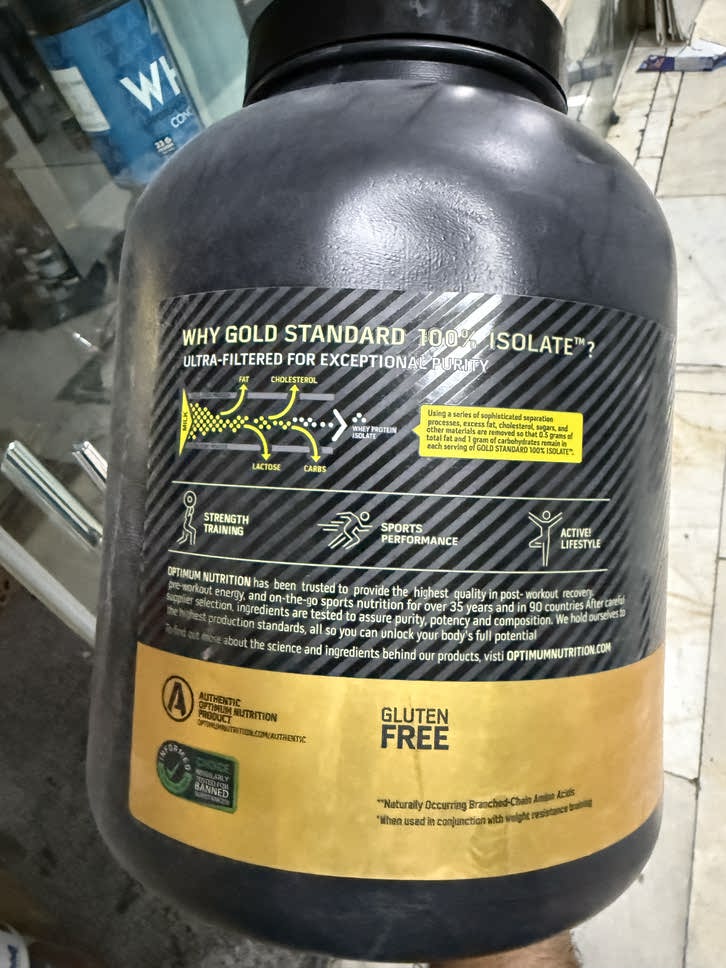 WH
CONC
23 G
WHY GOLD STANDARD 100% ISOLATE™?
ULTRA-FILTERED FOR EXCEPTIONAL PURITY
FAT
CHOLESTEROL
MILK
WHEY PROTEIN
ISOLATE
LACTOSE
CARBS
Using a series of sophisticated separation
processes, excess fat, cholesterol, sugars, and
other materials are removed so that 0.5 grams of
total fat and 1 gram of carbohydrates remain in
each serving of GOLD STANDARD 100% ISOLATE™.
STRENGTH
TRAINING
SPORTS
PERFORMANCE
ACTIVE!
LIFESTYLE
OPTIMUM NUTRITION has been trusted to provide the highest quality in post- workout recovery,
pre-workout energy, and on-the-go sports nutrition for over 35 years and in 90 countries After careful
supplier selection, ingredients are tested to assure purity, potency and composition. We hold ourselves to
the highest production standards, all so you can unlock your body's full potential
To find out more about the science and ingredients behind our products, visti OPTIMUMNUTRITION.COM
AUTHENTIC
OPTIMUM NUTRITION
PRODUCT
OPTIMUMNUTRITION.COM/AUTHENTIC
GLUTEN
FREE
INFORMED
CHOICE
REGULARLY
TESTED FOR
BANNED
SUBSTANCES
**Naturally Occurring Branched-Chain Amino Acids
*When used in conjunction with weight resistance training